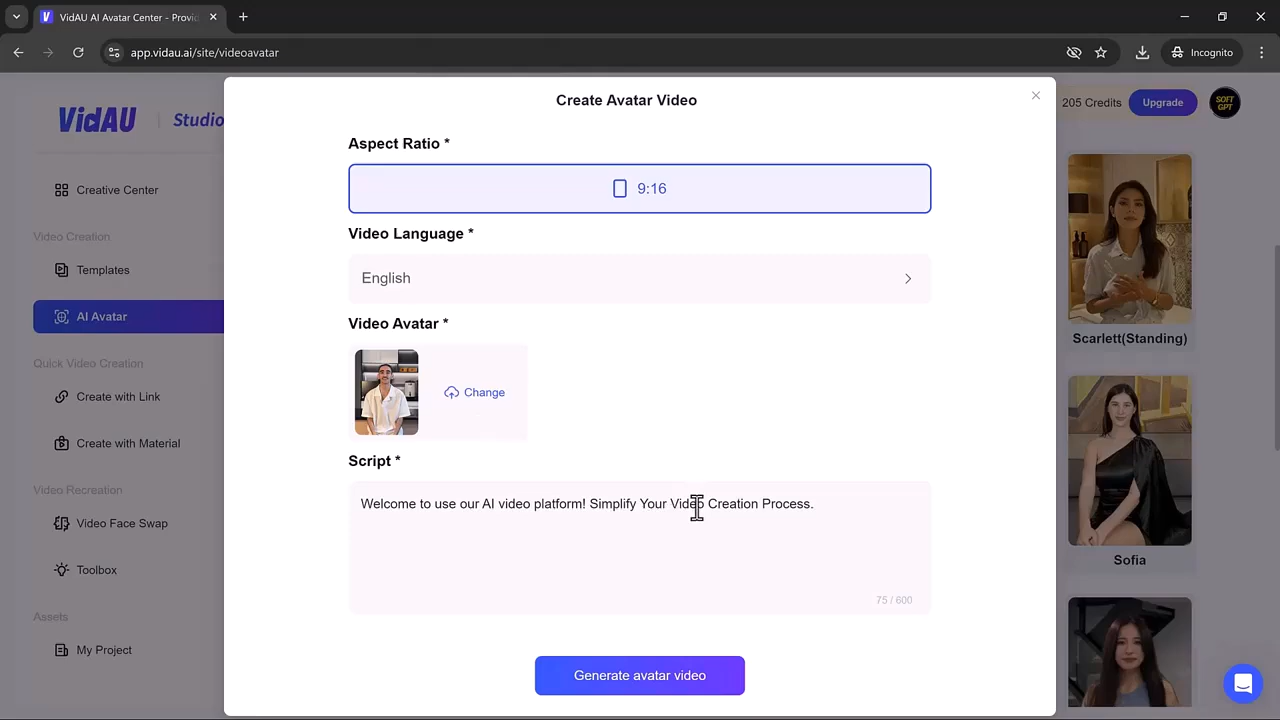 VidAU AI Avatar Center - Provi
app.vidau.ai/site/videoavatar
Incognito
VidAU | Studio
205 Credits
Upgrade
SOFT
GPT
Creative Center
Video Creation
Templates
AI Avatar
Quick Video Creation
Create with Link
Create with Material
Video Recreation
Video Face Swap
Toolbox
Assets
My Project
Create Avatar Video
Aspect Ratio *
9:16
Video Language *
English
Video Avatar *
Change
Script *
Welcome to use our AI video platform! Simplify Your Video Creation Process.
75 / 600
Generate avatar video
Scarlett(Standing)
Sofia